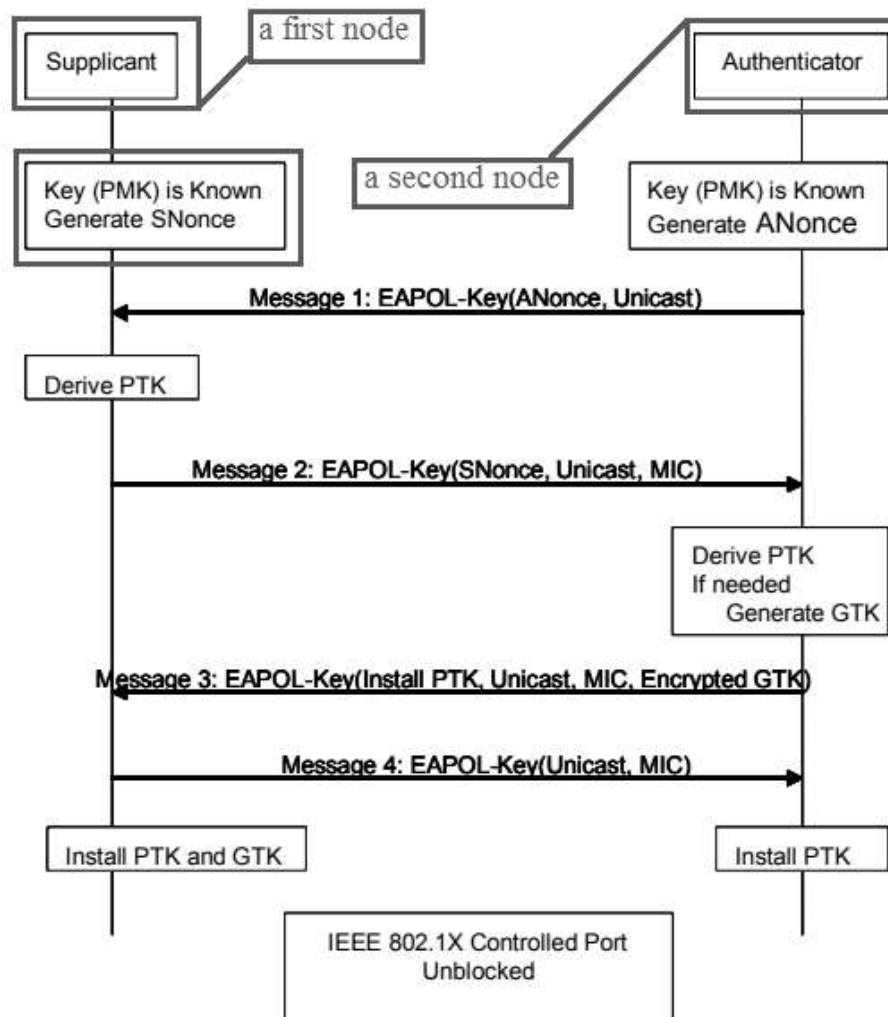 a first node
Supplicant
Authenticator
a second node
Key (PMK) is Known
Generate SNonce
Key (PMK) is Known
Generate ANonce
Message 1: EAPOL-Key(ANonce, Unicast)
Derive PTK
Message 2: EAPOL-Key(SNonce, Unicast, MIC)
Derive PTK
If needed
Generate GTK
Message 3: EAPOL-Key(Install PTK, Unicast, MIC, Encrypted GTK)
Message 4: EAPOL-Key(Unicast, MIC)
Install PTK and GTK
Install PTK
IEEE 802.1X Controlled Port
Unblocked